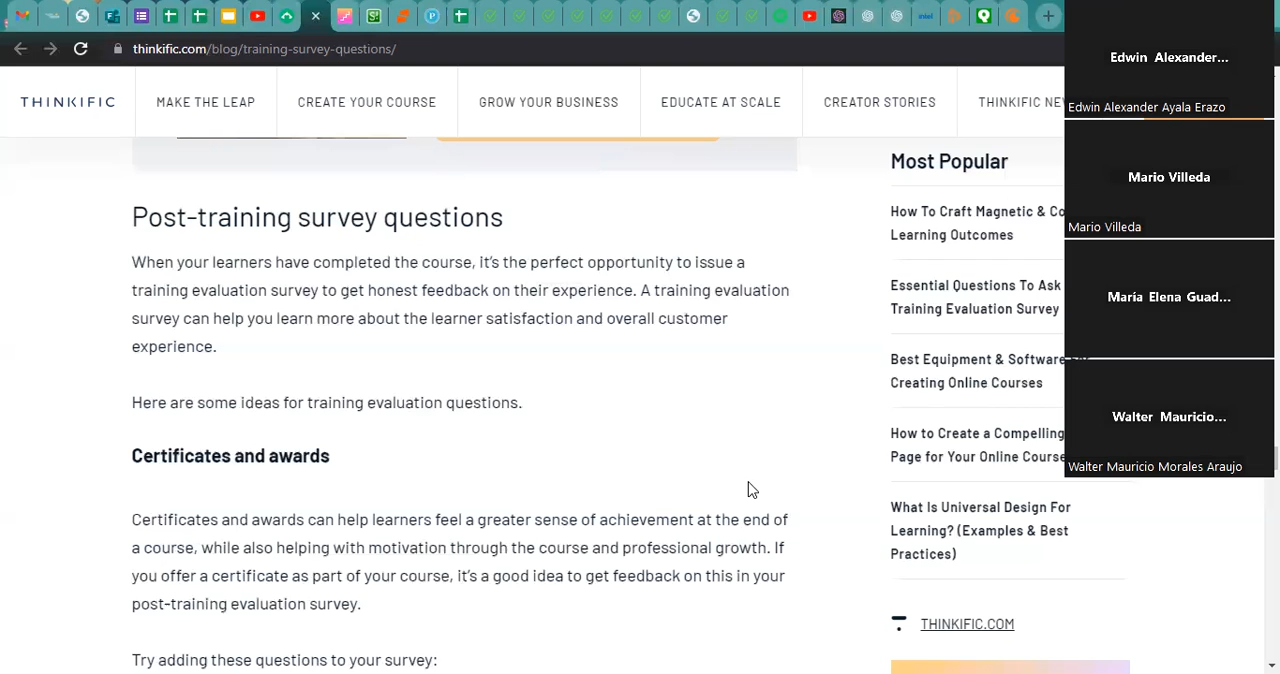 thinkific.com/blog/training-survey-questions/
THINKIFIC
MAKE THE LEAP
CREATE YOUR COURSE
GROW YOUR BUSINESS
EDUCATE AT SCALE
CREATOR STORIES
THINKIFIC
Post-training survey questions
When your learners have completed the course, it's the perfect opportunity to issue a
training evaluation survey to get honest feedback on their experience. A training evaluation
survey can help you learn more about the learner satisfaction and overall customer
experience.
Here are some ideas for training evaluation questions.
Certificates and awards
Certificates and awards can help learners feel a greater sense of achievement at the end of
a course, while also helping with motivation through the course and professional growth. If
you offer a certificate as part of your course, it's a good idea to get feedback on this in your
post-training evaluation survey.
Try adding these questions to your survey:
Most Popular
How To Craft Magnetic &
Learning Outcomes
Essential Questions To Ask
Training Evaluation Survey
Best Equipment & Software
Creating Online Courses
How to Create a Compelling
Page for Your Online Course
What Is Universal Design For
Learning? (Examples & Best
Practices)
THINKIFIC.COM
Edwin Alexander...
Edwin Alexander Ayala Erazo
Mario Villeda
Mario Villeda
María Elena Guad...
Walter Mauricio...
Walter Mauricio Morales Araujo